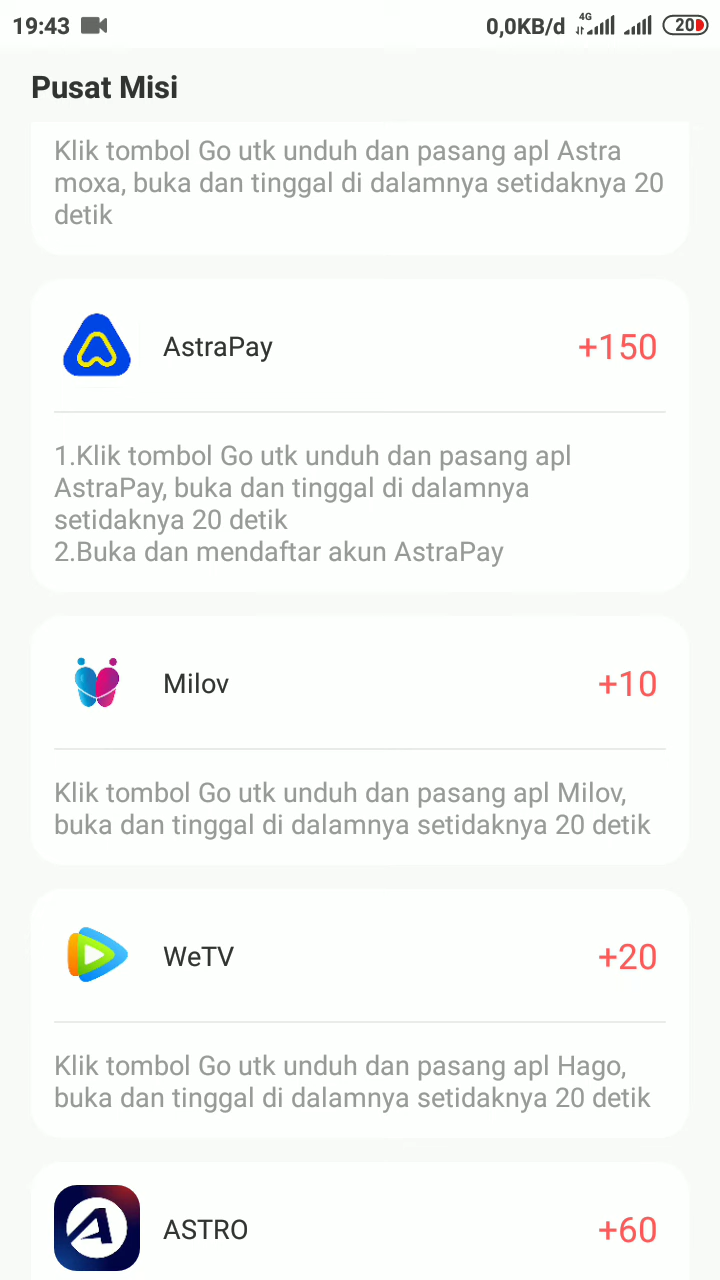 19:43 0,0KB/d 4G 20
Pusat Misi
Klik tombol Go utk unduh dan pasang apl Astra
moxa, buka dan tinggal di dalamnya setidaknya 20
detik
AstraPay +150
1.Klik tombol Go utk unduh dan pasang apl
AstraPay, buka dan tinggal di dalamnya
setidaknya 20 detik
2.Buka dan mendaftar akun AstraPay
Milov +10
Klik tombol Go utk unduh dan pasang apl Milov,
buka dan tinggal di dalamnya setidaknya 20 detik
WeTV +20
Klik tombol Go utk unduh dan pasang apl Hago,
buka dan tinggal di dalamnya setidaknya 20 detik
ASTRO +60